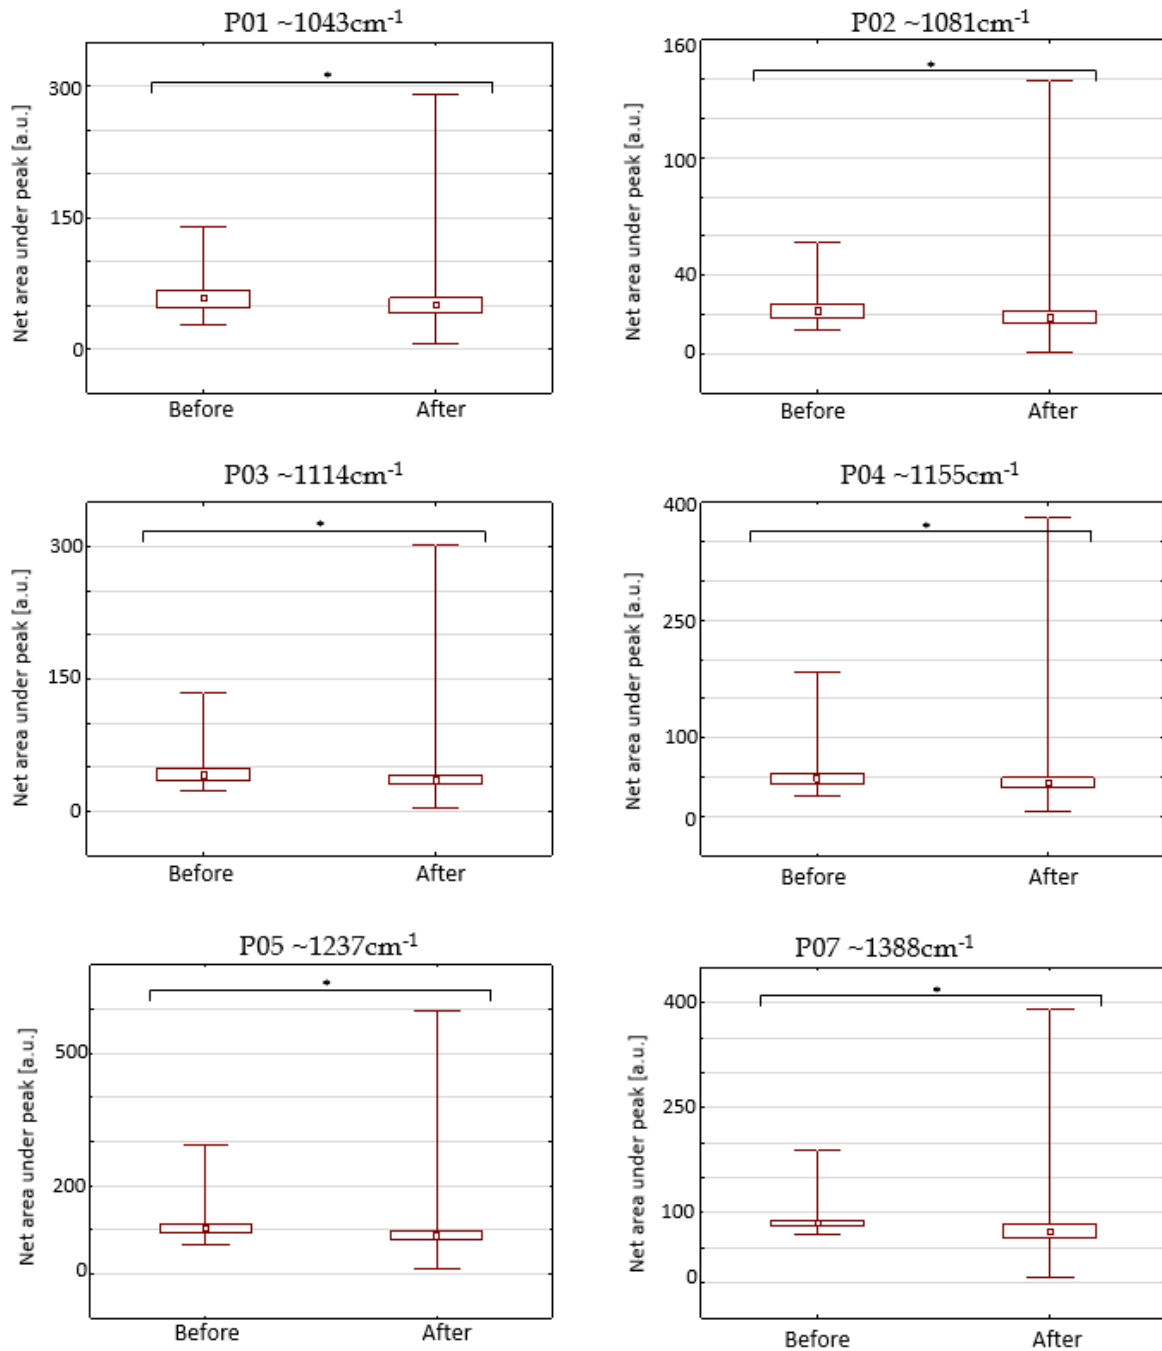 P01 ~1043cm⁻¹
Net area under peak [a.u.]
300
150
0
*
Before After
P02 ~1081cm⁻¹
Net area under peak [a.u.]
160
100
40
0
*
Before After
P03 ~1114cm⁻¹
Net area under peak [a.u.]
300
150
0
*
Before After
P04 ~1155cm⁻¹
Net area under peak [a.u.]
400
250
100
0
*
Before After
P05 ~1237cm⁻¹
Net area under peak [a.u.]
500
200
0
*
Before After
P07 ~1388cm⁻¹
Net area under peak [a.u.]
400
250
100
0
*
Before After